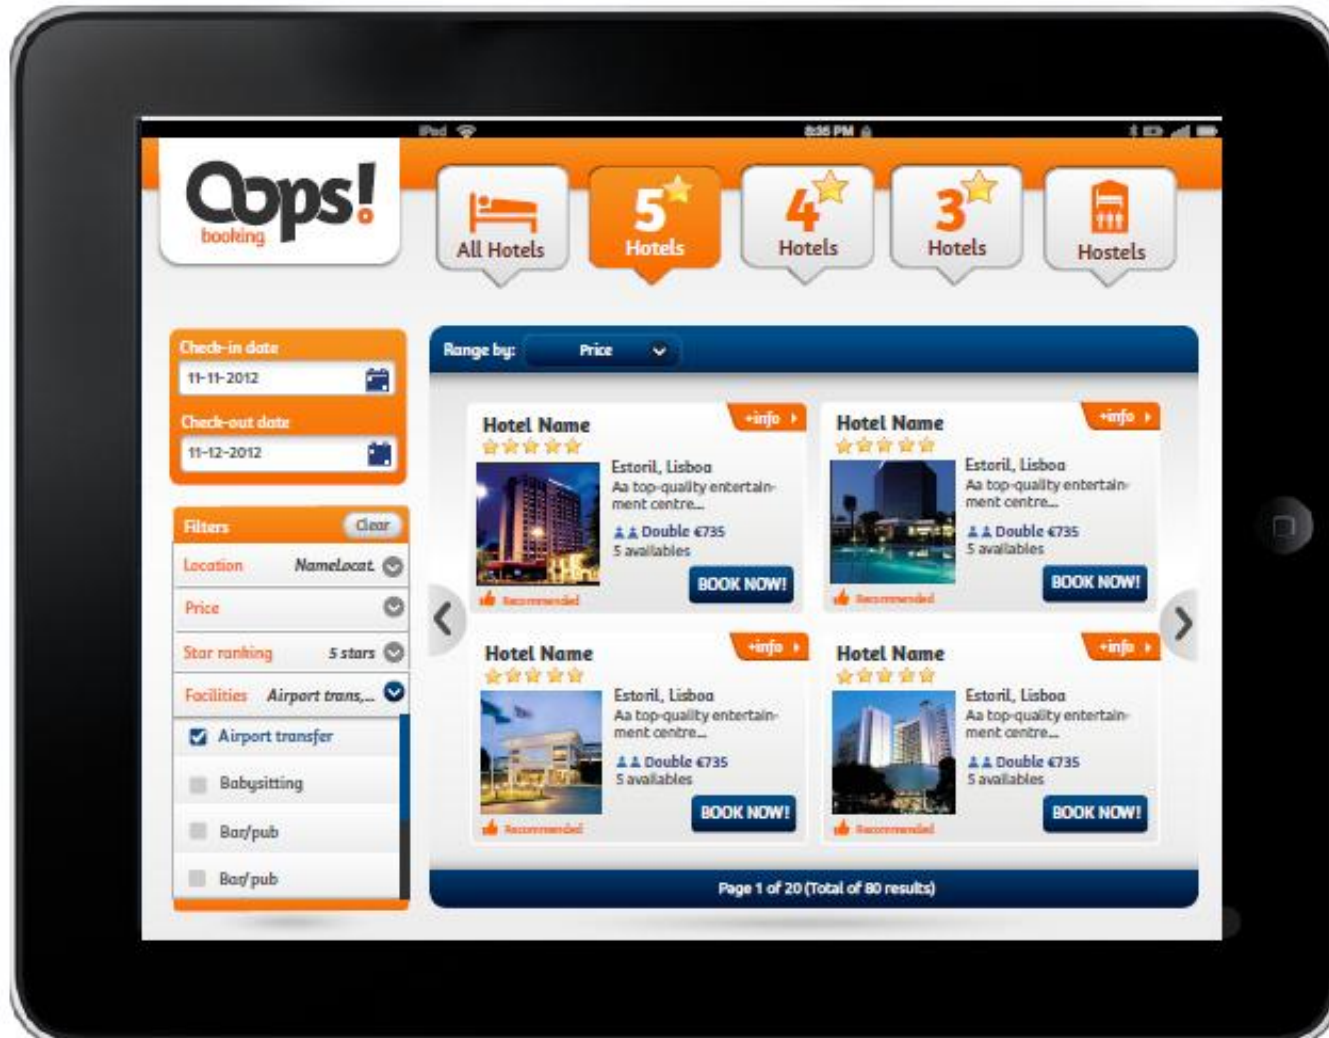 iPad
8:35 PM
Oops!
booking
All Hotels
5
Hotels
4
Hotels
3
Hotels
Hostels
Check-in date
11-11-2012
Check-out date
11-12-2012
Filters
Clear
Location
NameLocat.
Price
Star ranking
5 stars
Facilities
Airport trans,...
Airport transfer
Babysitting
Bar/pub
Bar/pub
Range by:
Price
Hotel Name
+info
Estoril, Lisboa
Aa top-quality entertain-
ment centre...
Double €735
5 availables
BOOK NOW!
Recommended
Hotel Name
+info
Estoril, Lisboa
Aa top-quality entertain-
ment centre...
Double €735
5 availables
BOOK NOW!
Recommended
Hotel Name
+info
Estoril, Lisboa
Aa top-quality entertain-
ment centre...
Double €735
5 availables
BOOK NOW!
Recommended
Hotel Name
+info
Estoril, Lisboa
Aa top-quality entertain-
ment centre...
Double €735
5 availables
BOOK NOW!
Recommended
Page 1 of 20 (Total of 80 results)